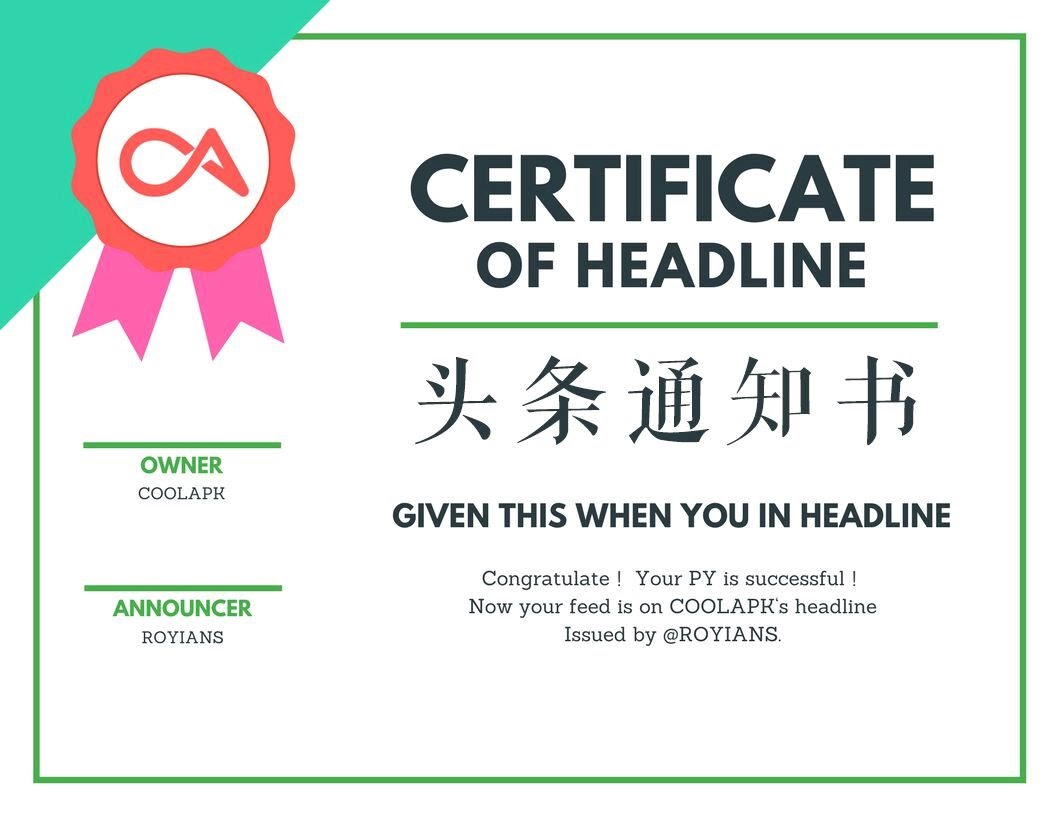 CERTIFICATE
OF HEADLINE
头条通知书
GIVEN THIS WHEN YOU IN HEADLINE
Congratulate !  Your PY is successful !
Now your feed is on COOLAPK‘s headline
Issued by @ROYIANS.
OWNER
COOLAPK
ANNOUNCER
ROYIANS